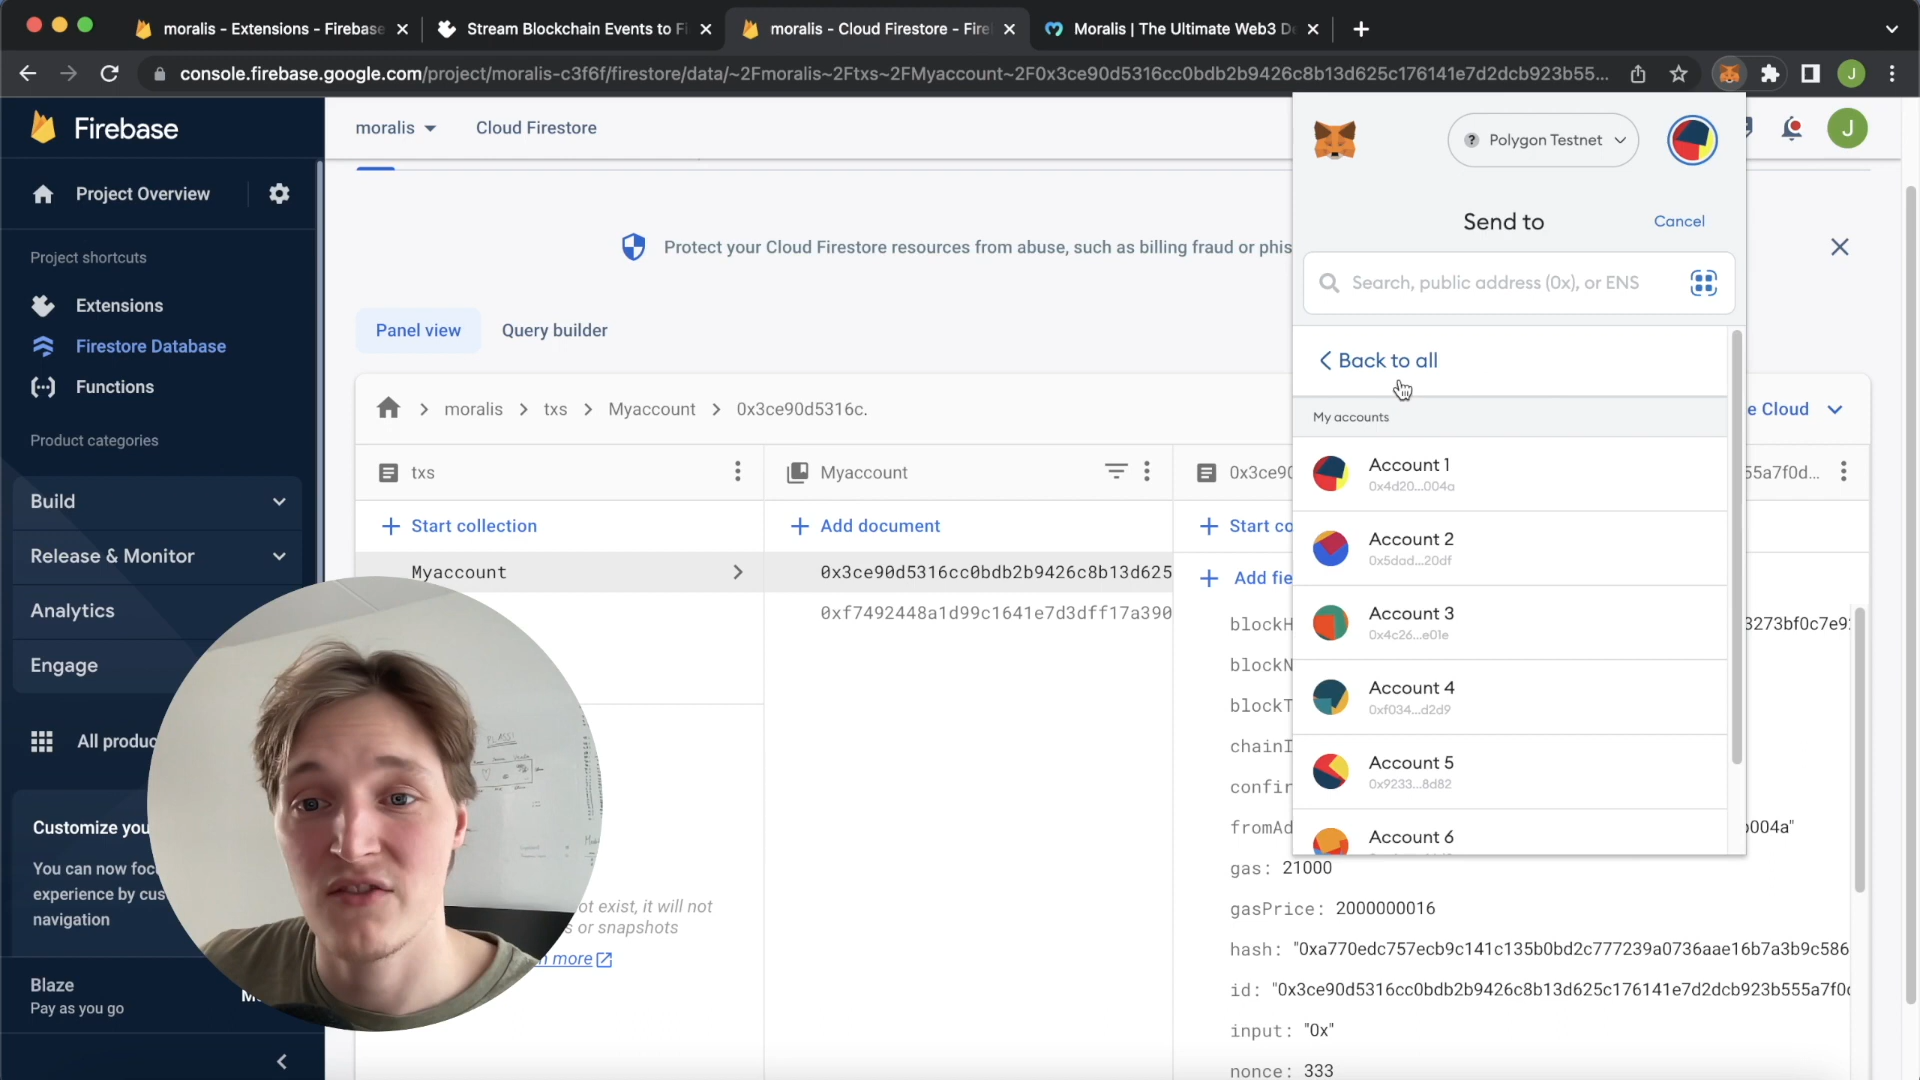 moralis - Extensions - Firebase
Stream Blockchain Events to Fi
moralis - Cloud Firestore - Fire
Moralis | The Ultimate Web3 De
console.firebase.google.com/project/moralis-c3f6f/firestore/data/~2Fmoralis~2Ftxs~2FMyaccount~2F0x3ce90d5316cc0bdb2b9426c8b13d625c176141e7d2dcb923b55...
J
Firebase
moralis
Cloud Firestore
Polygon Testnet
J
Project Overview
Send to
Cancel
Project shortcuts
Protect your Cloud Firestore resources from abuse, such as billing fraud or phis
Search, public address (0x), or ENS
Extensions
Firestore Database
Functions
Panel view
Query builder
Back to all
moralis
txs
Myaccount
0x3ce90d5316c.
My accounts
e Cloud
Product categories
txs
Myaccount
0x3ce90
55a7f0d...
Account 1
0x4d20...004a
Build
Start collection
Add document
Start co
Account 2
0x5dad...20df
Release & Monitor
Myaccount
0x3ce90d5316cc0bdb2b9426c8b13d625
Add fie
0xf7492448a1d99c1641e7d3dff17a390
Account 3
0x4c26...e01e
Analytics
blockH
3273bf0c7e9
Engage
blockN
Account 4
0xf034...d2d9
blockT
All produc
PLASS!
chainI
Account 5
0x9233...8d82
confir
Customize you
fromAd
004a"
Account 6
You can now foc
experience by cus
navigation
gas: 21000
ot exist, it will not
s or snapshots
gasPrice: 2000000016
n more
hash: "0xa770edc757ecb9c141c135b0bd2c777239a0736aae16b7a3b9c586
Blaze
Pay as you go
M
id: "0x3ce90d5316cc0bdb2b9426c8b13d625c176141e7d2dcb923b555a7f0
input: "0x"
nonce: 333